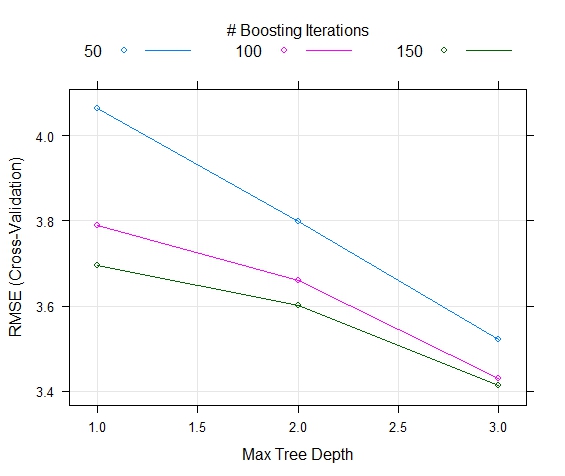 # Boosting Iterations
50 100 150
RMSE (Cross-Validation)
4.0
3.8
3.6
3.4
1.0 1.5 2.0 2.5 3.0
Max Tree Depth